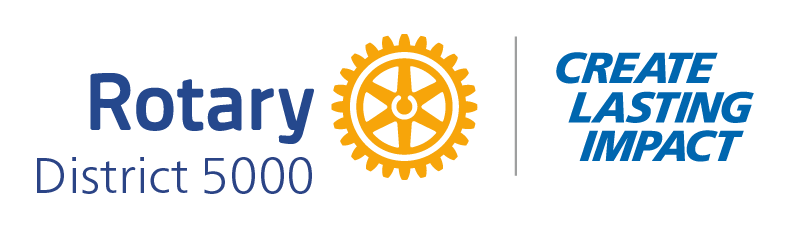 Rotary
District 5000
CREATE
LASTING
IMPACT